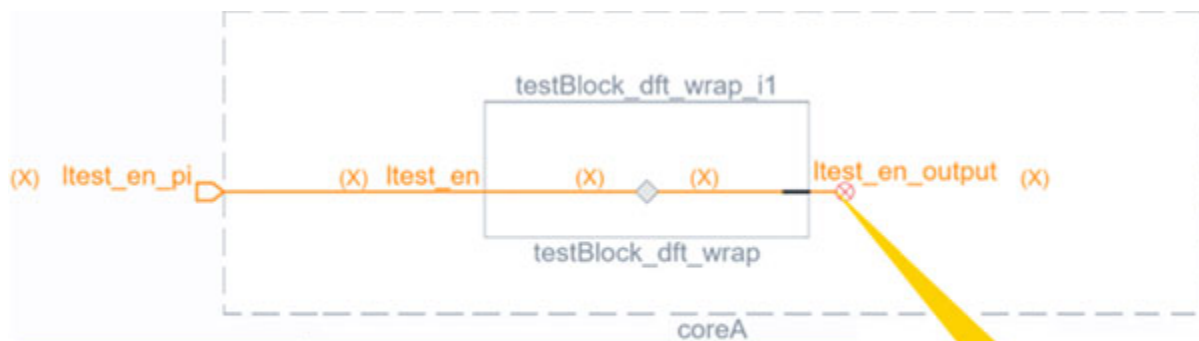 testBlock_dft_wrap_i1
(X) ltest_en_pi (X) ltest_en (X) (X) ltest_en_output (X)
testBlock_dft_wrap
coreA